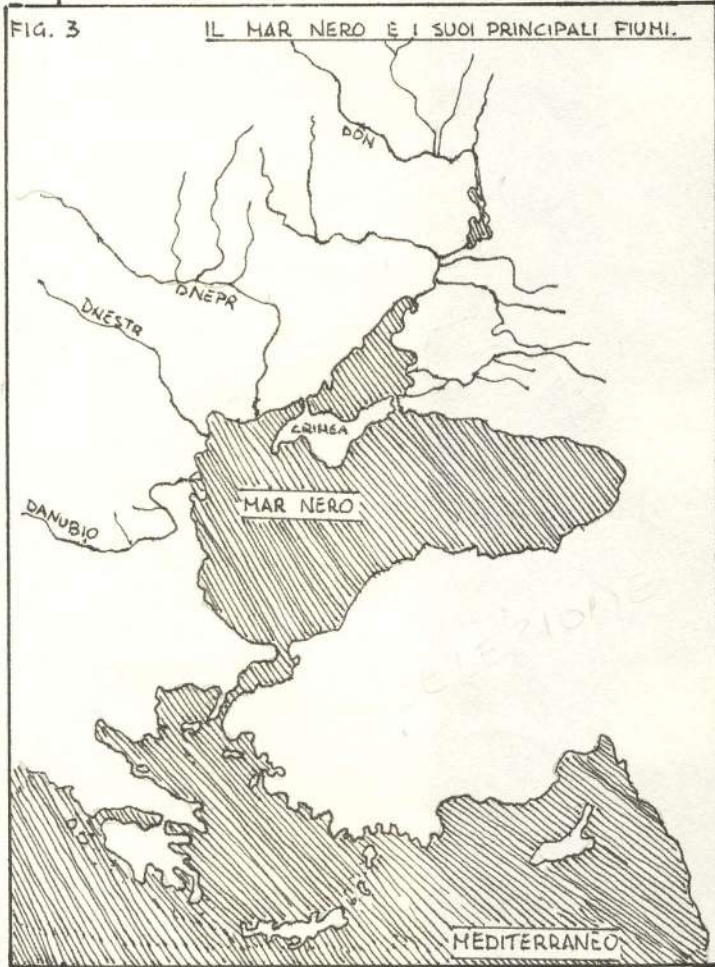 FIG. 3
IL MAR NERO E I SUOI PRINCIPALI FIUMI.
DON
DNEPR
DNESTR
CRIMEA
MAR NERO
DANUBIO
MEDITERRANEO